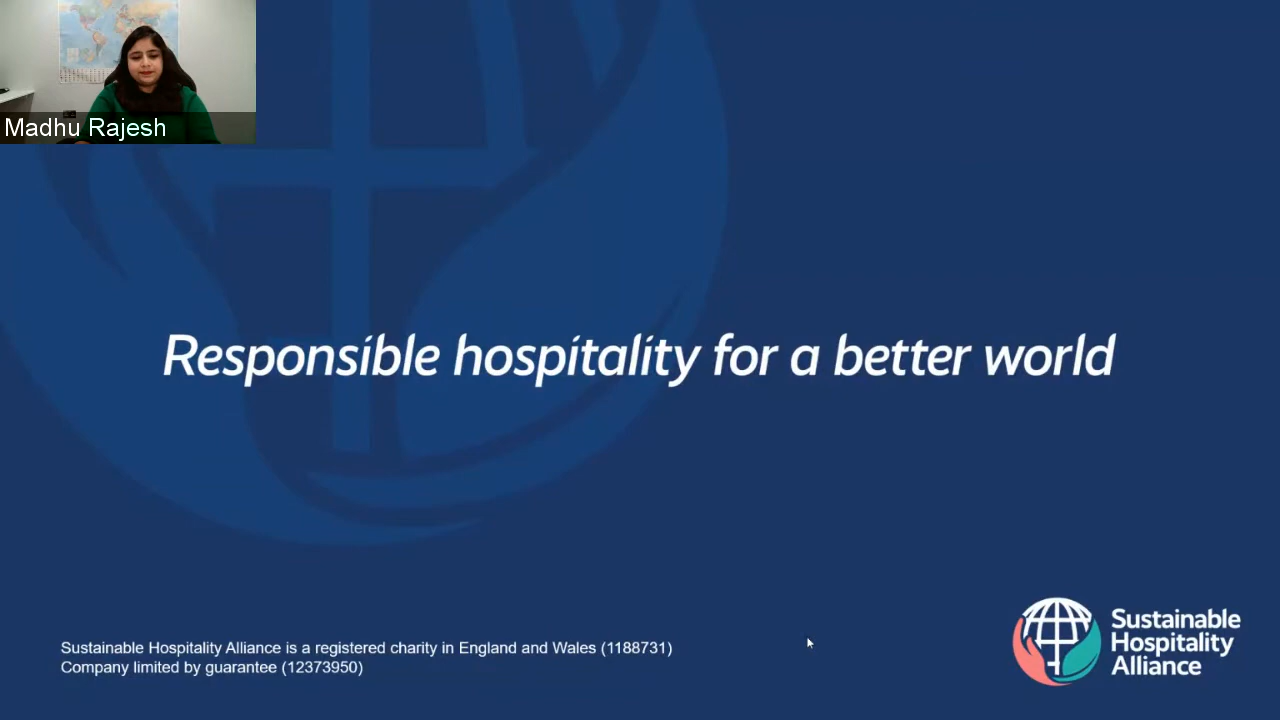 Madhu Rajesh
Responsible hospitality for a better world
Sustainable Hospitality Alliance is a registered charity in England and Wales (1188731)
Company limited by guarantee (12373950)
Sustainable
Hospitality
Alliance